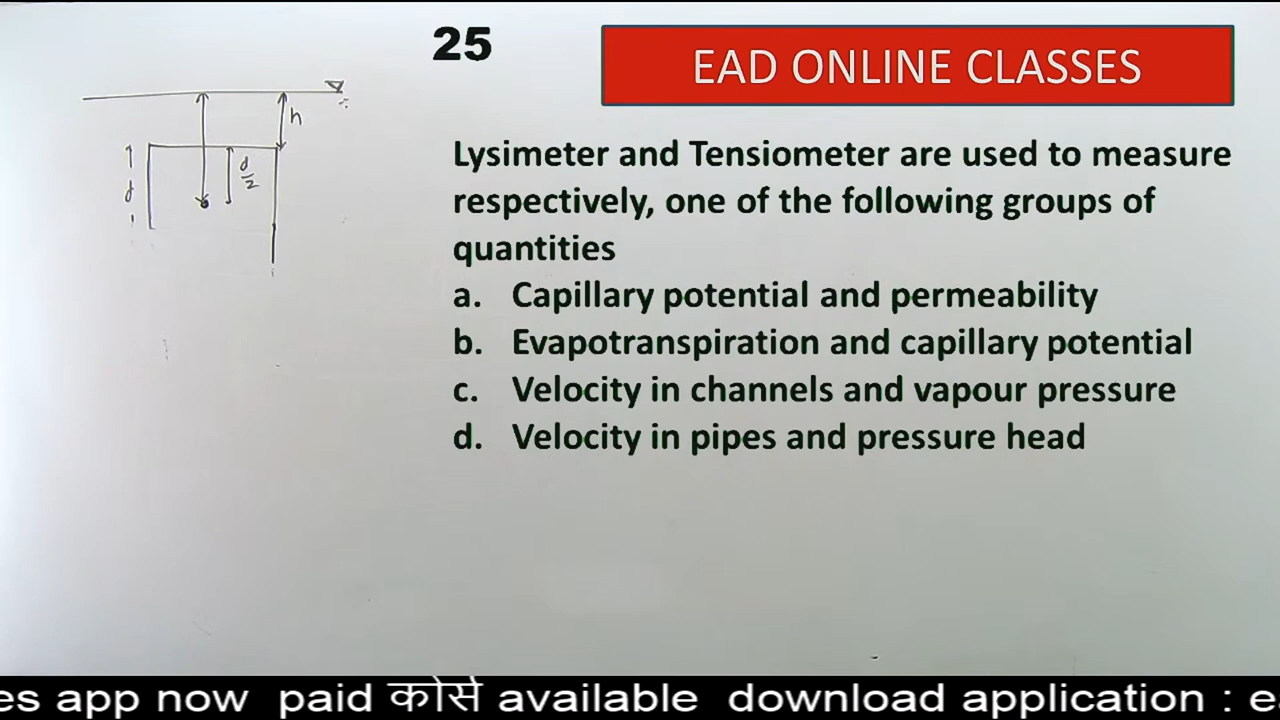 25
EAD ONLINE CLASSES
h
d
d/2
Lysimeter and Tensiometer are used to measure
respectively, one of the following groups of
quantities
a. Capillary potential and permeability
b. Evapotranspiration and capillary potential
c. Velocity in channels and vapour pressure
d. Velocity in pipes and pressure head
es app now paid कोर्स available download application : e